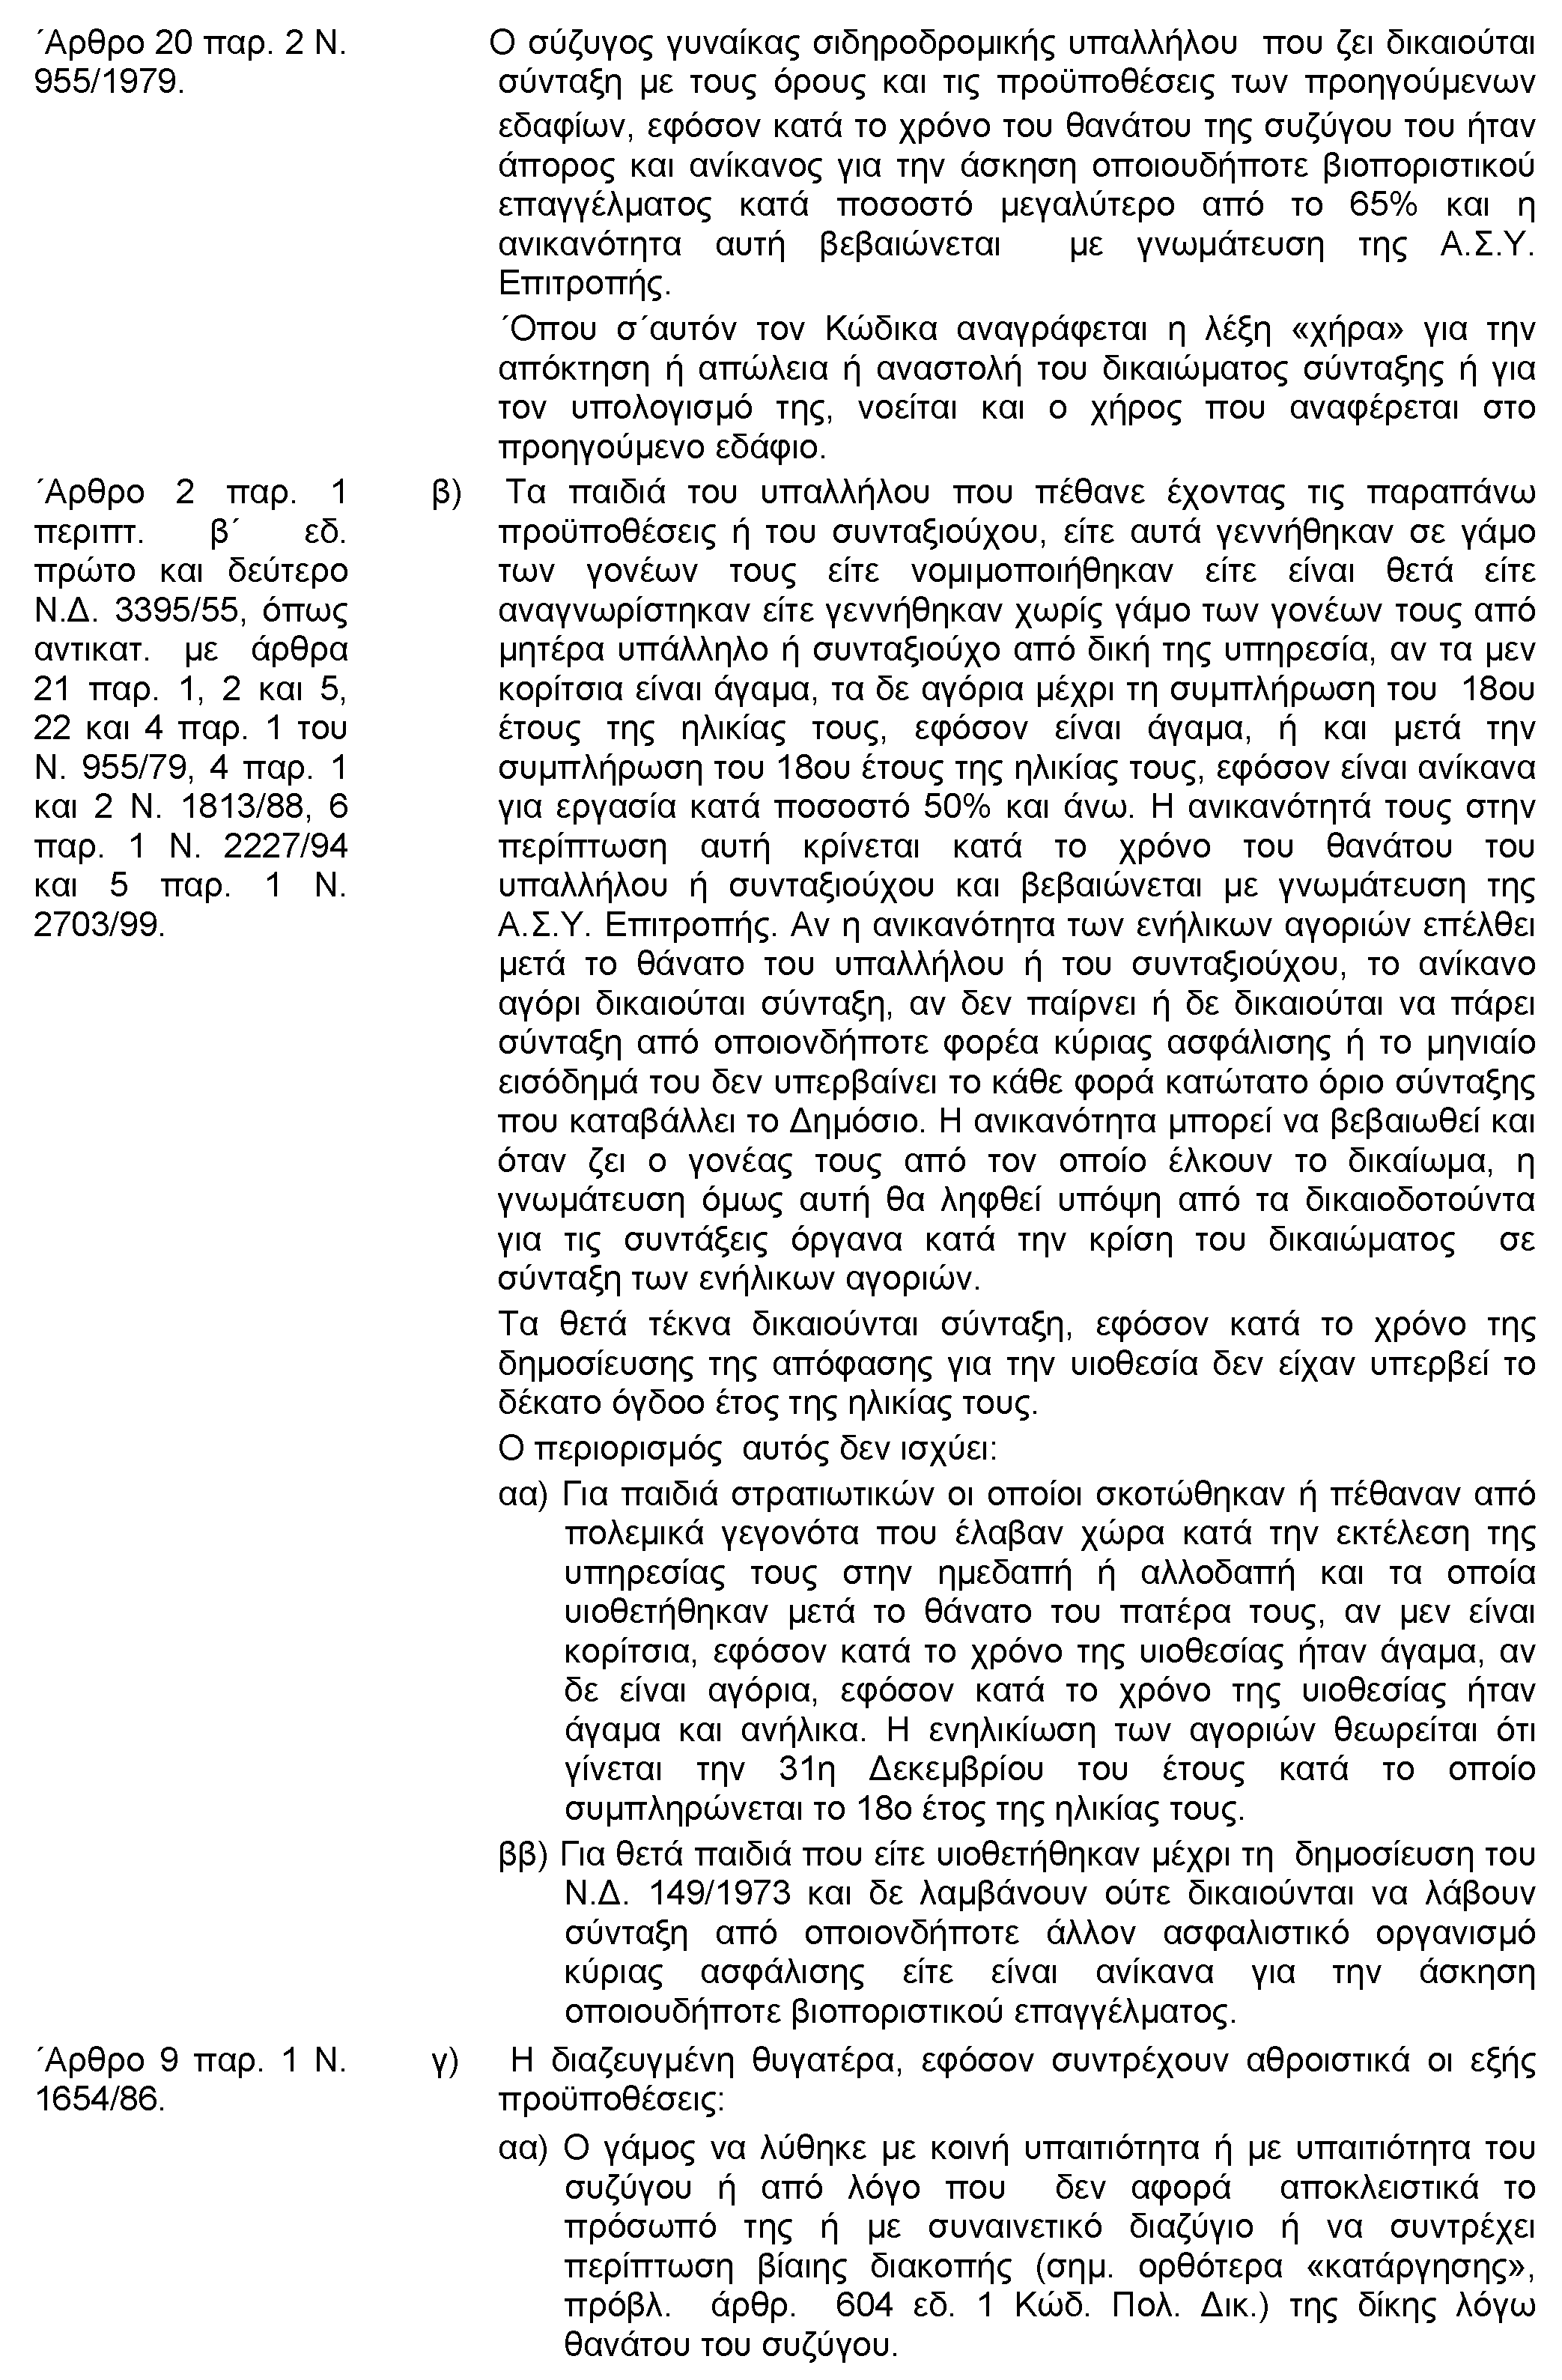 ΄Αρθρο 20 παρ. 2 Ν.
955/1979.
Ο σύζυγος γυναίκας σιδηροδρομικής υπαλλήλου που ζει δικαιούται
σύνταξη με τους όρους και τις προϋποθέσεις των προηγούμενων
εδαφίων, εφόσον κατά το χρόνο του θανάτου της συζύγου του ήταν
άπορος και ανίκανος για την άσκηση οποιουδήποτε βιοποριστικού
επαγγέλματος κατά ποσοστό μεγαλύτερο από το 65% και η
ανικανότητα αυτή βεβαιώνεται με γνωμάτευση της Α.Σ.Υ.
Επιτροπής.
΄Οπου σ΄αυτόν τον Κώδικα αναγράφεται η λέξη «χήρα» για την
απόκτηση ή απώλεια ή αναστολή του δικαιώματος σύνταξης ή για
τον υπολογισμό της, νοείται και ο χήρος που αναφέρεται στο
προηγούμενο εδάφιο.
΄Αρθρο 2 παρ. 1
περιπτ. β΄ εδ.
πρώτο και δεύτερο
Ν.Δ. 3395/55, όπως
αντικατ. με άρθρα
21 παρ. 1, 2 και 5,
22 και 4 παρ. 1 του
Ν. 955/79, 4 παρ. 1
και 2 Ν. 1813/88, 6
παρ. 1 Ν. 2227/94
και 5 παρ. 1 Ν.
2703/99.
β) Τα παιδιά του υπαλλήλου που πέθανε έχοντας τις παραπάνω
προϋποθέσεις ή του συνταξιούχου, είτε αυτά γεννήθηκαν σε γάμο
των γονέων τους είτε νομιμοποιήθηκαν είτε είναι θετά είτε
αναγνωρίστηκαν είτε γεννήθηκαν χωρίς γάμο των γονέων τους από
μητέρα υπάλληλο ή συνταξιούχο από δική της υπηρεσία, αν τα μεν
κορίτσια είναι άγαμα, τα δε αγόρια μέχρι τη συμπλήρωση του 18ου
έτους της ηλικίας τους, εφόσον είναι άγαμα, ή και μετά την
συμπλήρωση του 18ου έτους της ηλικίας τους, εφόσον είναι ανίκανα
για εργασία κατά ποσοστό 50% και άνω. Η ανικανότητά τους στην
περίπτωση αυτή κρίνεται κατά το χρόνο του θανάτου του
υπαλλήλου ή συνταξιούχου και βεβαιώνεται με γνωμάτευση της
Α.Σ.Υ. Επιτροπής. Αν η ανικανότητα των ενήλικων αγοριών επέλθει
μετά το θάνατο του υπαλλήλου ή του συνταξιούχου, το ανίκανο
αγόρι δικαιούται σύνταξη, αν δεν παίρνει ή δε δικαιούται να πάρει
σύνταξη από οποιονδήποτε φορέα κύριας ασφάλισης ή το μηνιαίο
εισόδημά του δεν υπερβαίνει το κάθε φορά κατώτατο όριο σύνταξης
που καταβάλλει το Δημόσιο. Η ανικανότητα μπορεί να βεβαιωθεί και
όταν ζει ο γονέας τους από τον οποίο έλκουν το δικαίωμα, η
γνωμάτευση όμως αυτή θα ληφθεί υπόψη από τα δικαιοδοτούντα
για τις συντάξεις όργανα κατά την κρίση του δικαιώματος σε
σύνταξη των ενήλικων αγοριών.
Τα θετά τέκνα δικαιούνται σύνταξη, εφόσον κατά το χρόνο της
δημοσίευσης της απόφασης για την υιοθεσία δεν είχαν υπερβεί το
δέκατο όγδοο έτος της ηλικίας τους.
Ο περιορισμός αυτός δεν ισχύει:
αα) Για παιδιά στρατιωτικών οι οποίοι σκοτώθηκαν ή πέθαναν από
πολεμικά γεγονότα που έλαβαν χώρα κατά την εκτέλεση της
υπηρεσίας τους στην ημεδαπή ή αλλοδαπή και τα οποία
υιοθετήθηκαν μετά το θάνατο του πατέρα τους, αν μεν είναι
κορίτσια, εφόσον κατά το χρόνο της υιοθεσίας ήταν άγαμα, αν
δε είναι αγόρια, εφόσον κατά το χρόνο της υιοθεσίας ήταν
άγαμα και ανήλικα. Η ενηλικίωση των αγοριών θεωρείται ότι
γίνεται την 31η Δεκεμβρίου του έτους κατά το οποίο
συμπληρώνεται το 18ο έτος της ηλικίας τους.
ββ) Για θετά παιδιά που είτε υιοθετήθηκαν μέχρι τη δημοσίευση του
Ν.Δ. 149/1973 και δε λαμβάνουν ούτε δικαιούνται να λάβουν
σύνταξη από οποιονδήποτε άλλον ασφαλιστικό οργανισμό
κύριας ασφάλισης είτε είναι ανίκανα για την άσκηση
οποιουδήποτε βιοποριστικού επαγγέλματος.
΄Αρθρο 9 παρ. 1 Ν.
1654/86.
γ) Η διαζευγμένη θυγατέρα, εφόσον συντρέχουν αθροιστικά οι εξής
προϋποθέσεις:
αα) Ο γάμος να λύθηκε με κοινή υπαιτιότητα ή με υπαιτιότητα του
συζύγου ή από λόγο που δεν αφορά αποκλειστικά το
πρόσωπό της ή με συναινετικό διαζύγιο ή να συντρέχει
περίπτωση βίαιης διακοπής (σημ. ορθότερα «κατάργησης»,
πρόβλ. άρθρ. 604 εδ. 1 Κώδ. Πολ. Δικ.) της δίκης λόγω
θανάτου του συζύγου.